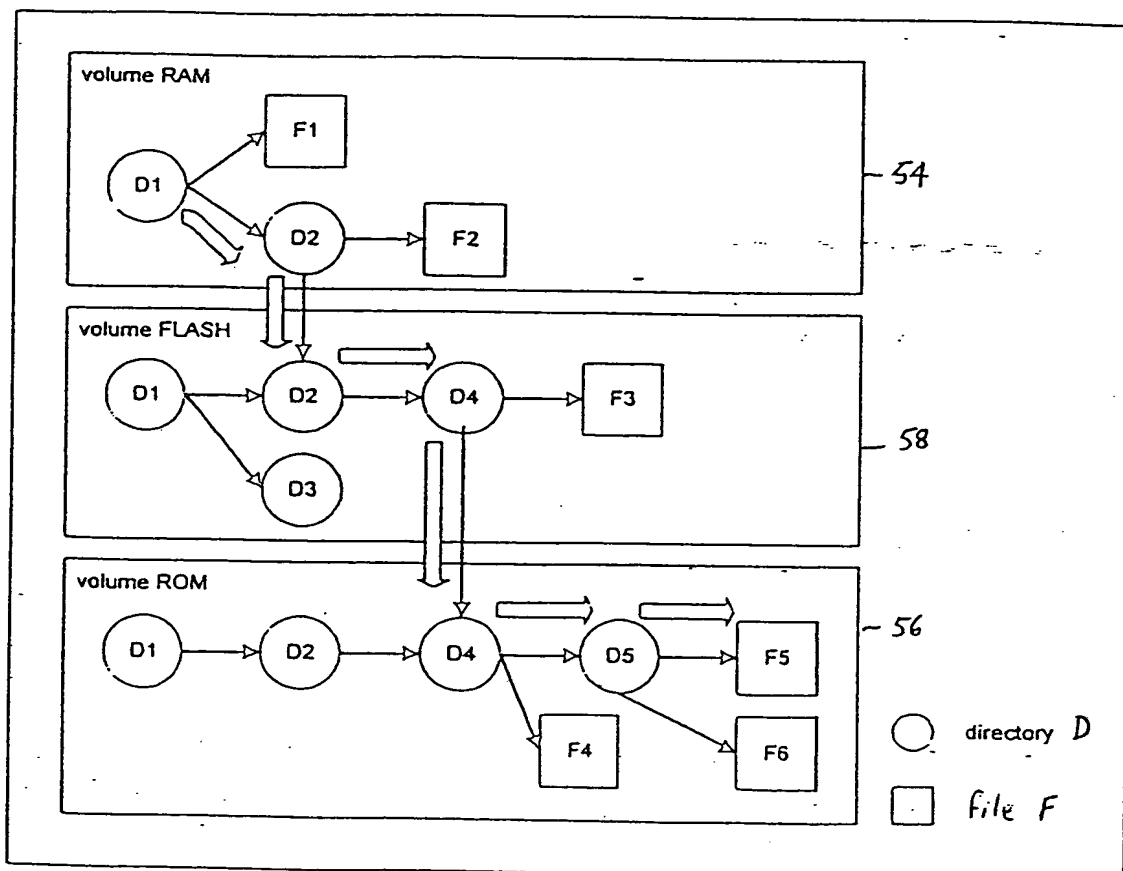 volume RAM
F1
D1
54
D2
F2
volume FLASH
D1
D2
D4
F3
58
D3
volume ROM
56
D1
D2
D4
D5
F5
F4
F6
directory D
file F